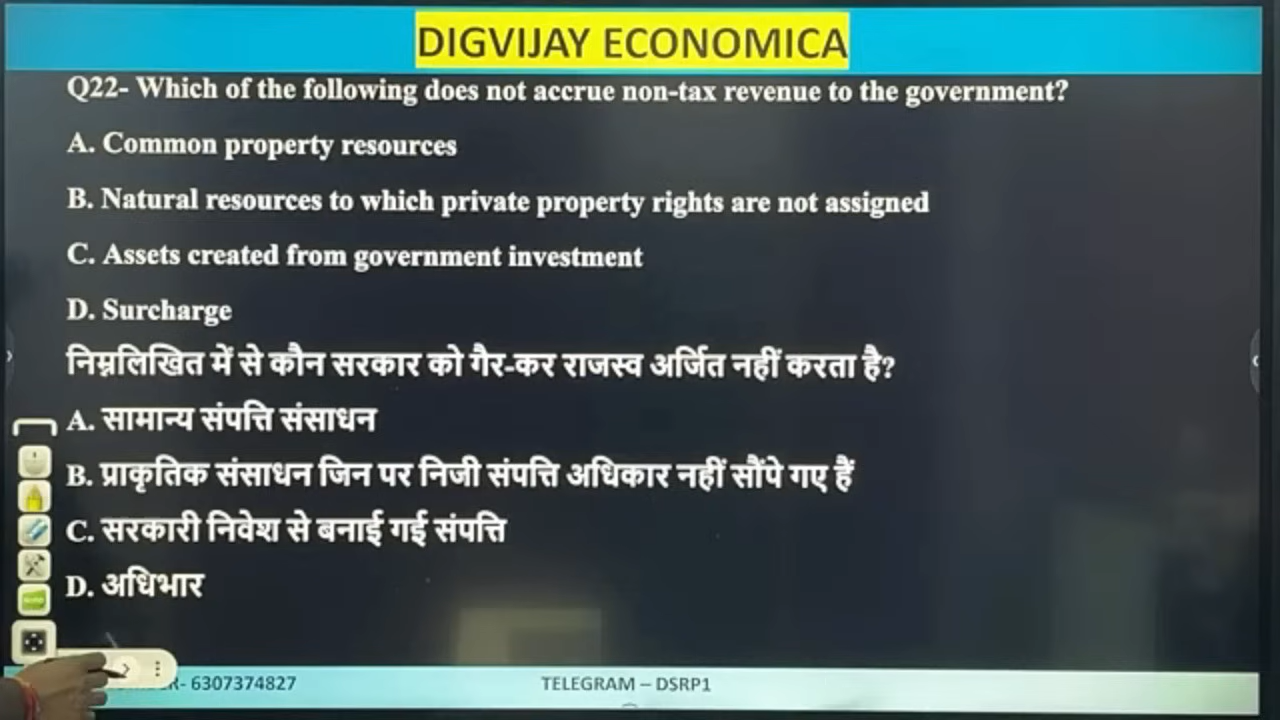 DIGVIJAY ECONOMICA
Q22- Which of the following does not accrue non-tax revenue to the government?
A. Common property resources
B. Natural resources to which private property rights are not assigned
C. Assets created from government investment
D. Surcharge
निम्नलिखित में से कौन सरकार को गैर-कर राजस्व अर्जित नहीं करता है?
A. सामान्य संपत्ति संसाधन
B. प्राकृतिक संसाधन जिन पर निजी संपत्ति अधिकार नहीं सौंपे गए हैं
C. सरकारी निवेश से बनाई गई संपत्ति
D. अधिभार
6307374827 TELEGRAM – DSRP1